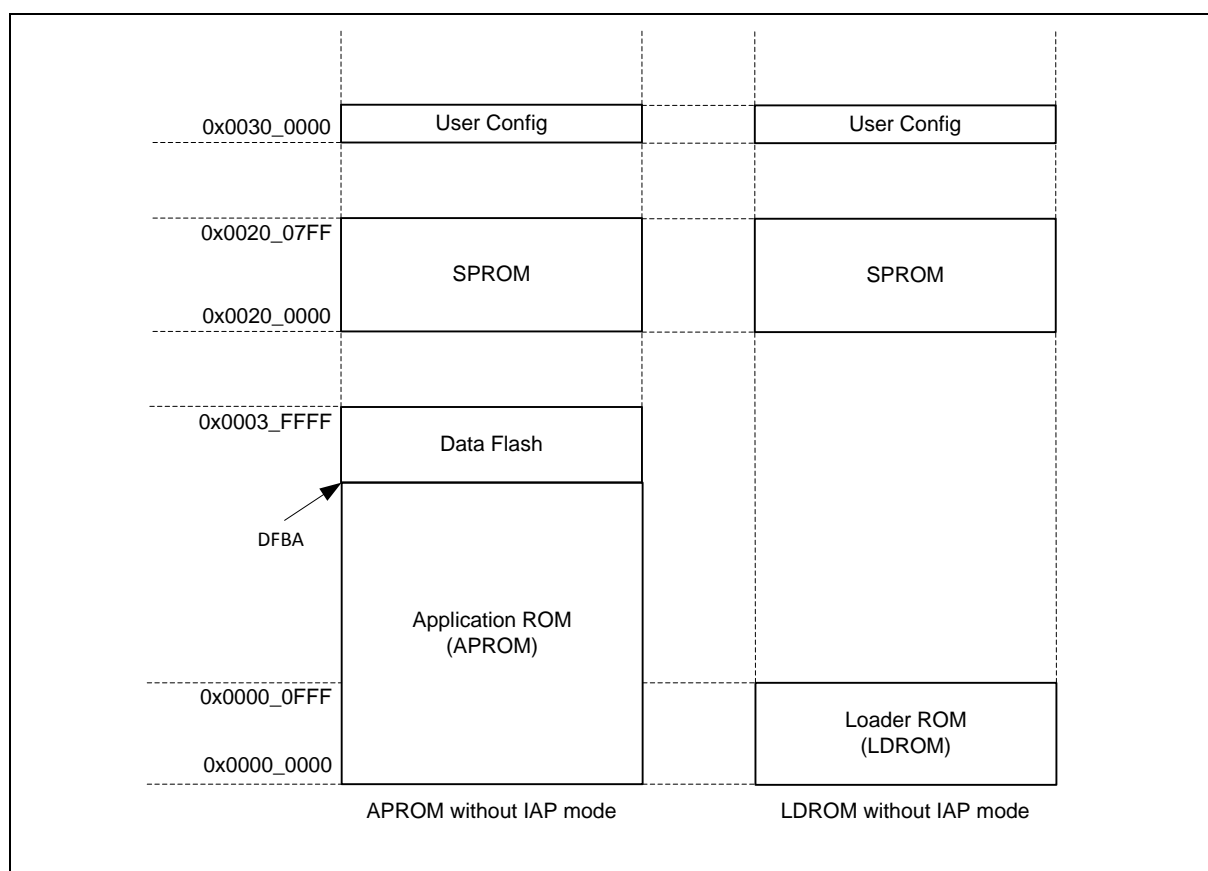 0x0030_0000
User Config
User Config
0x0020_07FF
SPROM
SPROM
0x0020_0000
0x0003_FFFF
Data Flash
DFBA
Application ROM
(APROM)
0x0000_0FFF
Loader ROM
(LDROM)
0x0000_0000
APROM without IAP mode
LDROM without IAP mode